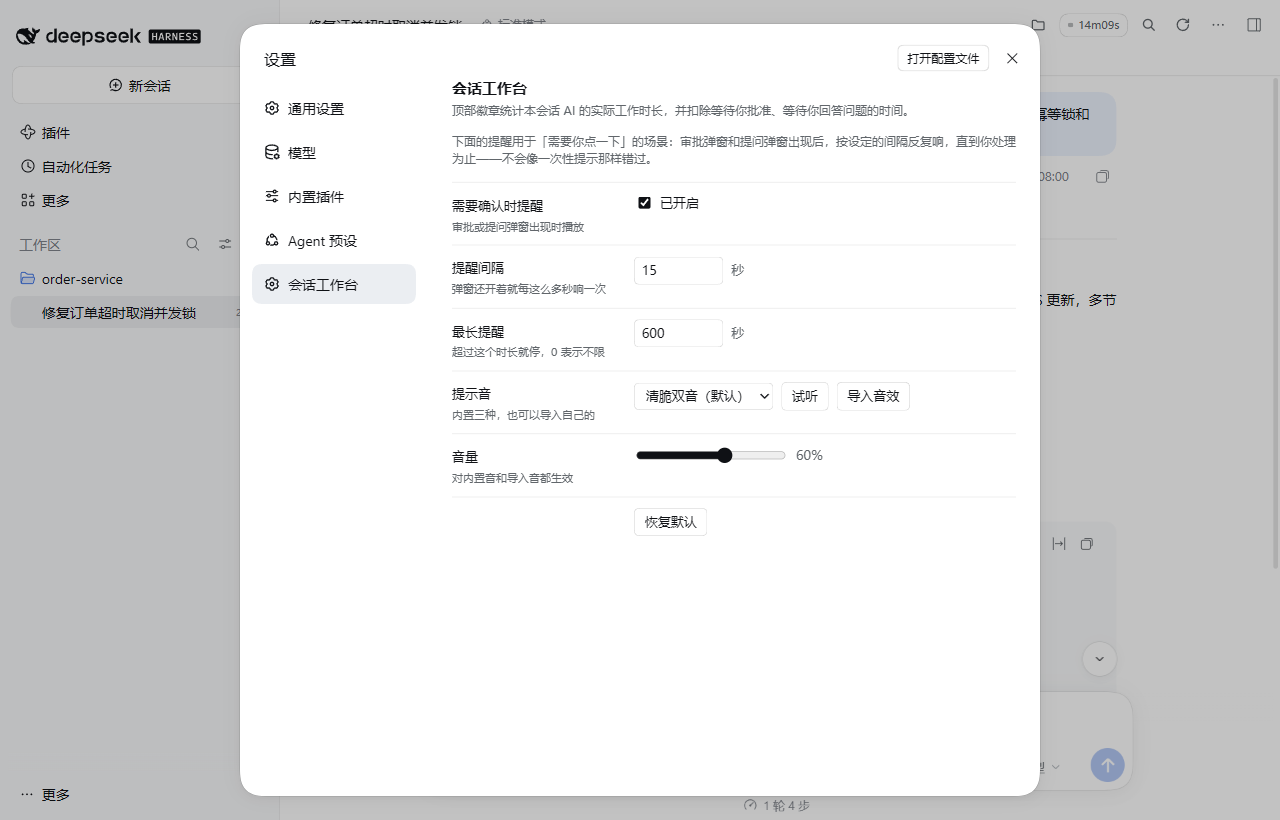 deepseek HARNESS
新会话
插件
自动化任务
更多
工作区
order-service
修复订单超时取消并发锁
更多
14m09s
设置
打开配置文件
通用设置
模型
内置插件
Agent 预设
会话工作台
会话工作台
顶部徽章统计本会话 AI 的实际工作时长，并扣除等待你批准、等待你回答问题的时间。
下面的提醒用于「需要你点一下」的场景：审批弹窗和提问弹窗出现后，按设定的间隔反复响，直到你处理
为止——不会像一次性提示那样错过。
需要确认时提醒
已开启
审批或提问弹窗出现时播放
提醒间隔
15 秒
弹窗还开着就每这么多秒响一次
最长提醒
600 秒
超过这个时长就停，0 表示不限
提示音
清脆双音（默认） 试听 导入音效
内置三种，也可以导入自己的
音量
60%
对内置音和导入音都生效
恢复默认
等锁和
08:00
更新，多节
1 轮 4 步